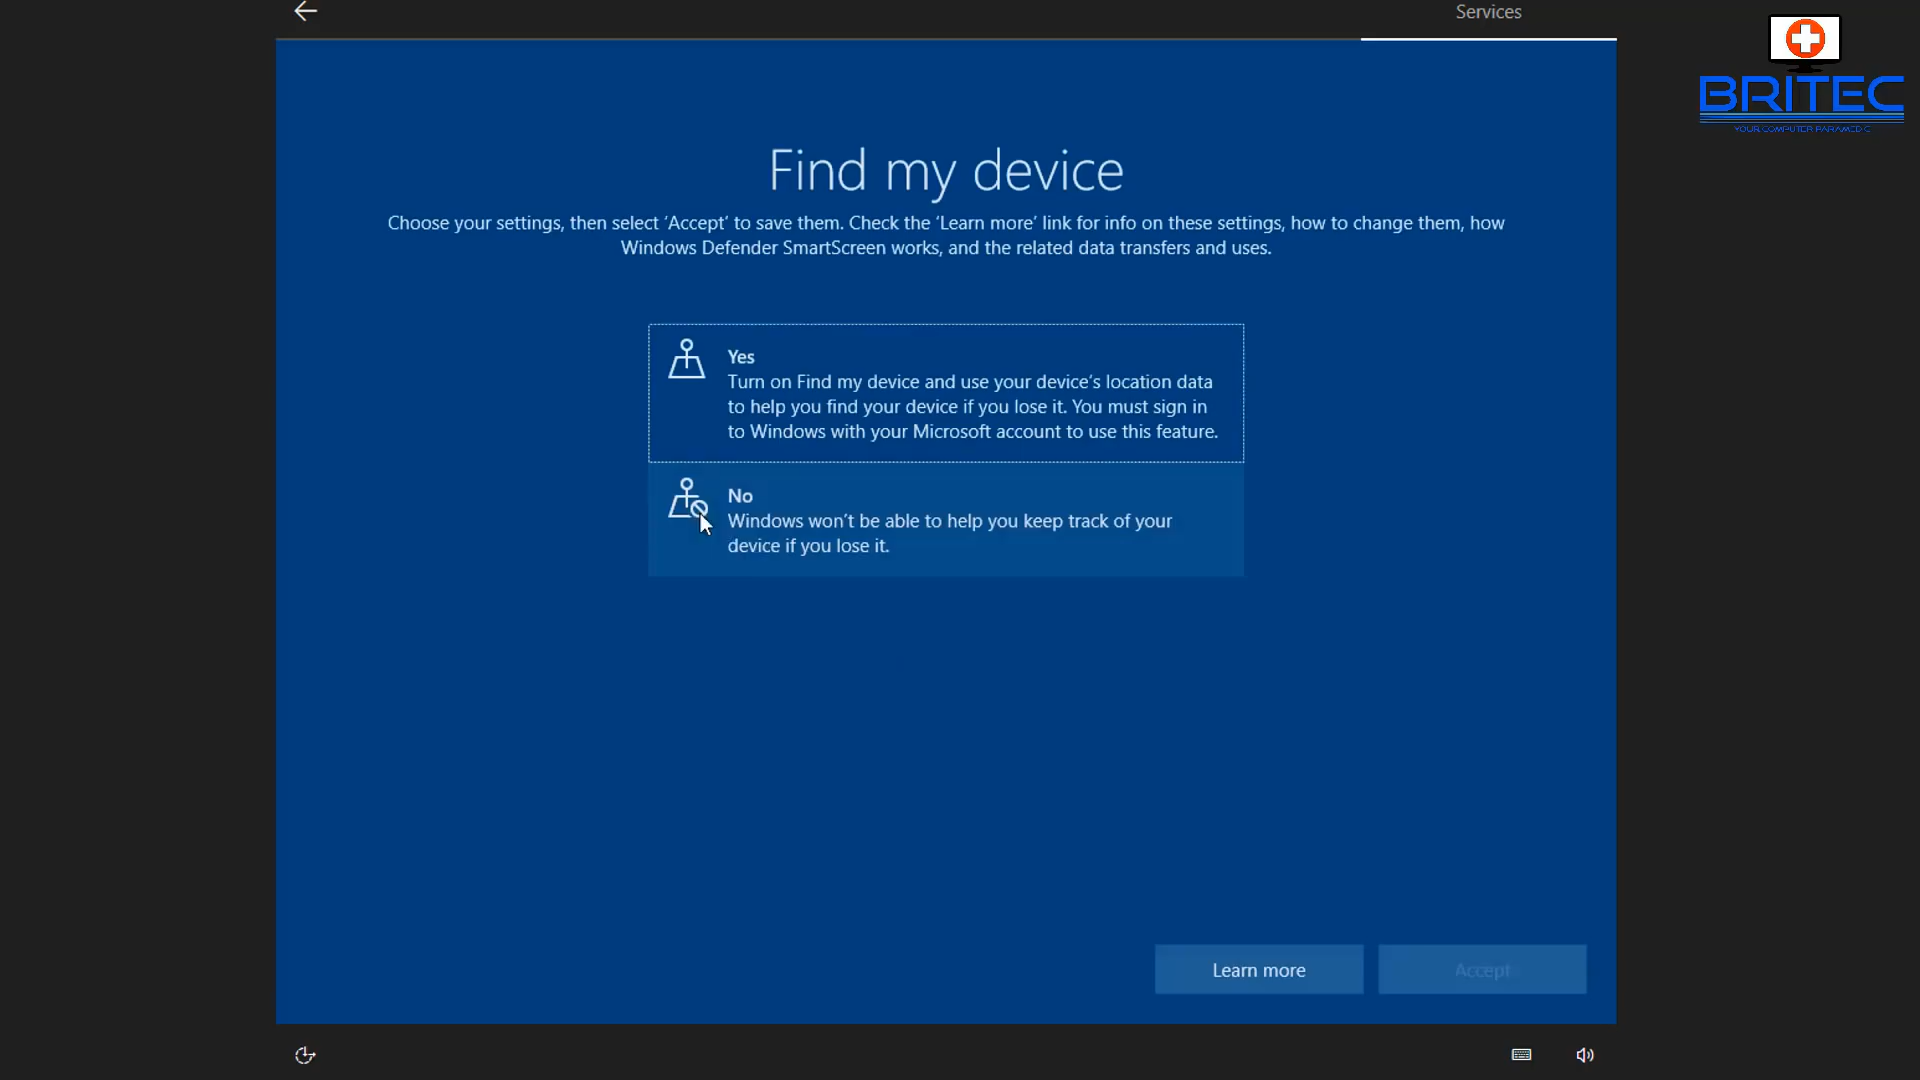 Services
BRITEC
YOUR COMPUTER PARAMEDIC
Find my device
Choose your settings, then select ‘Accept’ to save them. Check the ‘Learn more’ link for info on these settings, how to change them, how
Windows Defender SmartScreen works, and the related data transfers and uses.
Yes
Turn on Find my device and use your device’s location data
to help you find your device if you lose it. You must sign in
to Windows with your Microsoft account to use this feature.
No
Windows won’t be able to help you keep track of your
device if you lose it.
Learn more
Accept